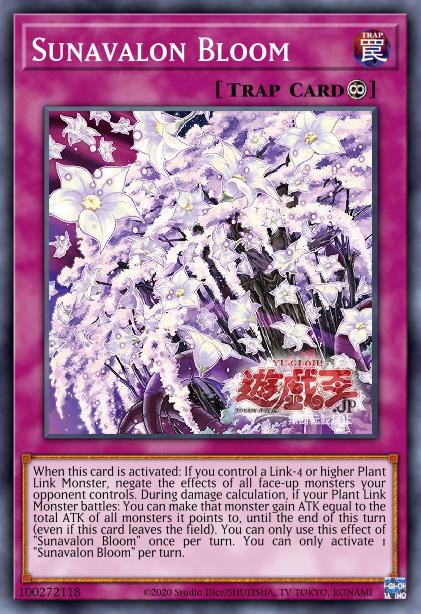 SUNAVALON BLOOM
TRAP
罠
[TRAP CARD]
YU-GI-OH!
遊戯王
JP
When this card is activated: If you control a Link-4 or higher Plant
Link Monster, negate the effects of all face-up monsters your
opponent controls. During damage calculation, if your Plant Link
Monster battles: You can make that monster gain ATK equal to the
total ATK of all monsters it points to, until the end of this turn
(even if this card leaves the field). You can only use this effect of
"Sunavalon Bloom" once per turn. You can only activate 1
"Sunavalon Bloom" per turn.
100272118
©2020 Studio Dice/SHUEISHA, TV TOKYO, KONAMI